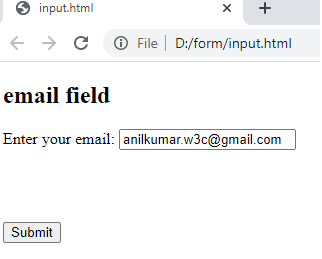 input.html
File | D:/form/input.html
email field
Enter your email: anilkumar.w3c@gmail.com
Submit